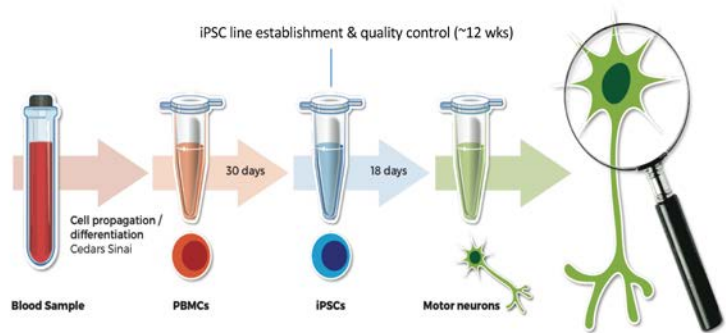 iPSC line establishment & quality control (~12 wks)
30 days
18 days
Cell propagation /
differentiation
Cedars Sinai
Blood Sample
PBMCs
iPSCs
Motor neurons